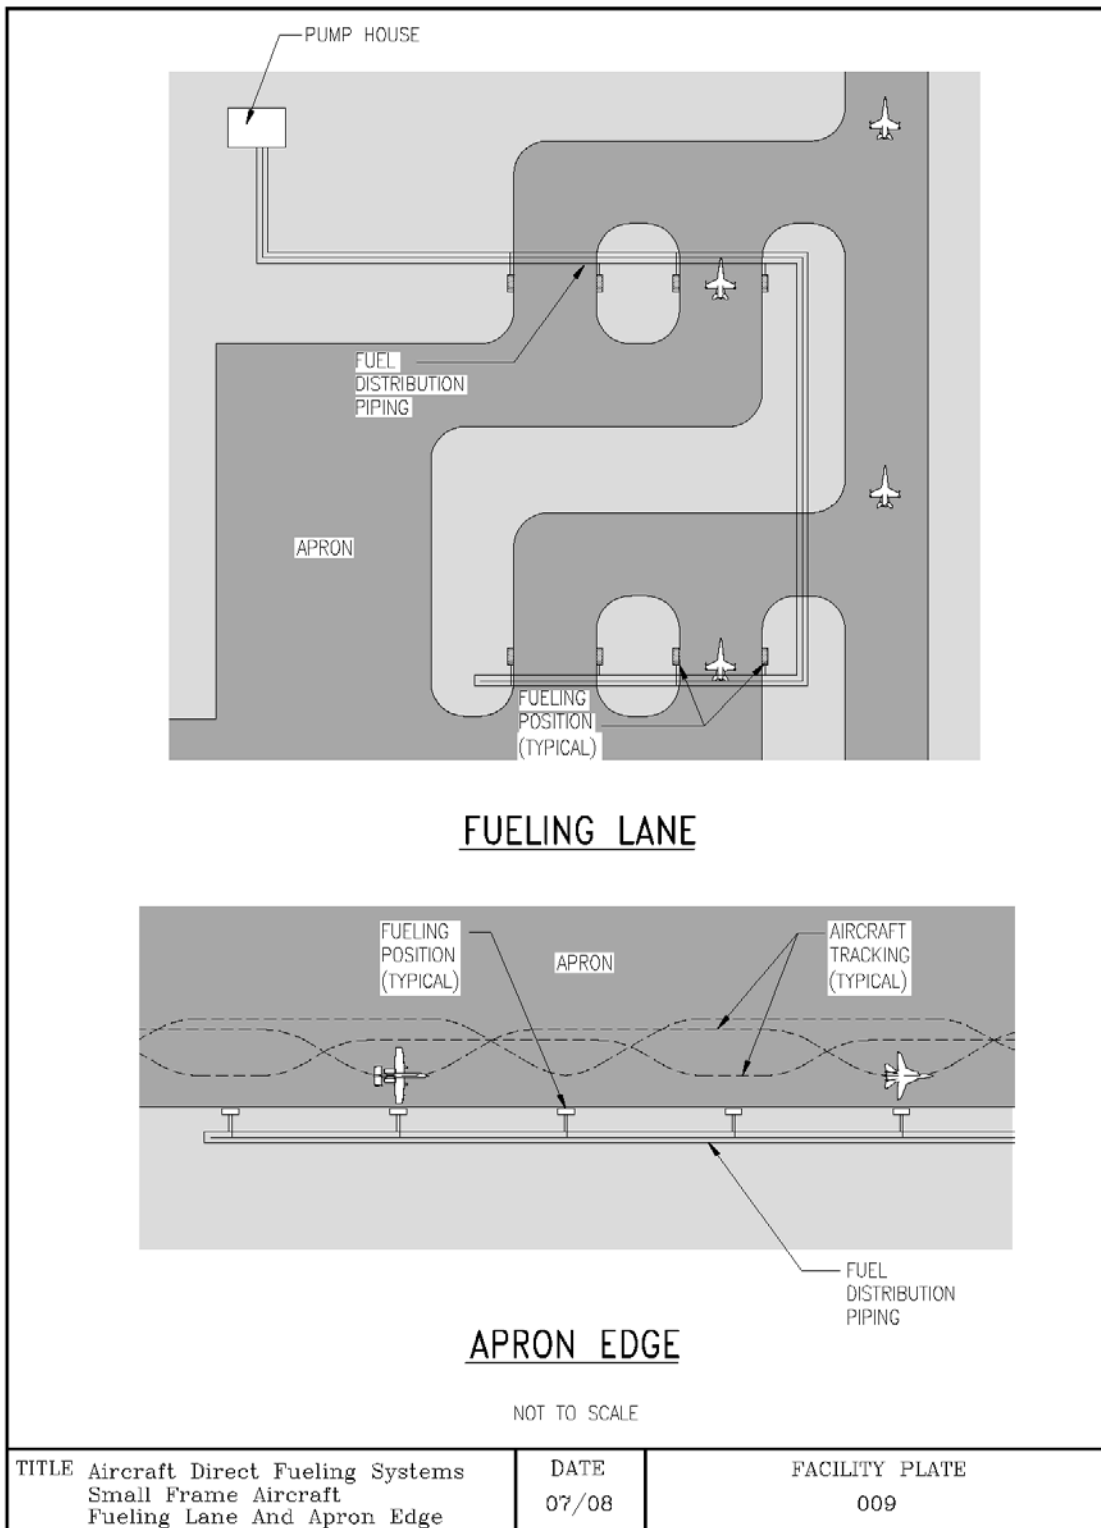 PUMP HOUSE
FUEL
DISTRIBUTION
PIPING
APRON
FUELING
POSITION
(TYPICAL)
FUELING LANE
FUELING
POSITION
(TYPICAL)
APRON
AIRCRAFT
TRACKING
(TYPICAL)
FUEL
DISTRIBUTION
PIPING
APRON EDGE
NOT TO SCALE
TITLE Aircraft Direct Fueling Systems
Small Frame Aircraft
Fueling Lane And Apron Edge
DATE
07/08
FACILITY PLATE
009